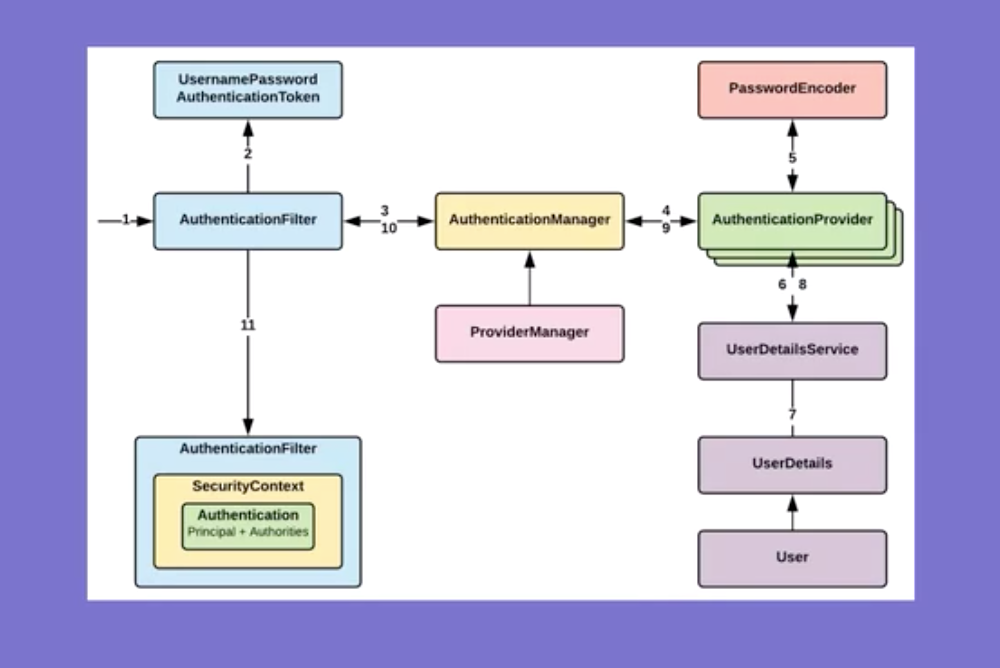 UsernamePassword
AuthenticationToken
PasswordEncoder
2
5
1
AuthenticationFilter
3
10
AuthenticationManager
4
9
AuthenticationProvider
6 8
ProviderManager
UserDetailsService
11
7
AuthenticationFilter
SecurityContext
Authentication
Principal + Authorities
UserDetails
User